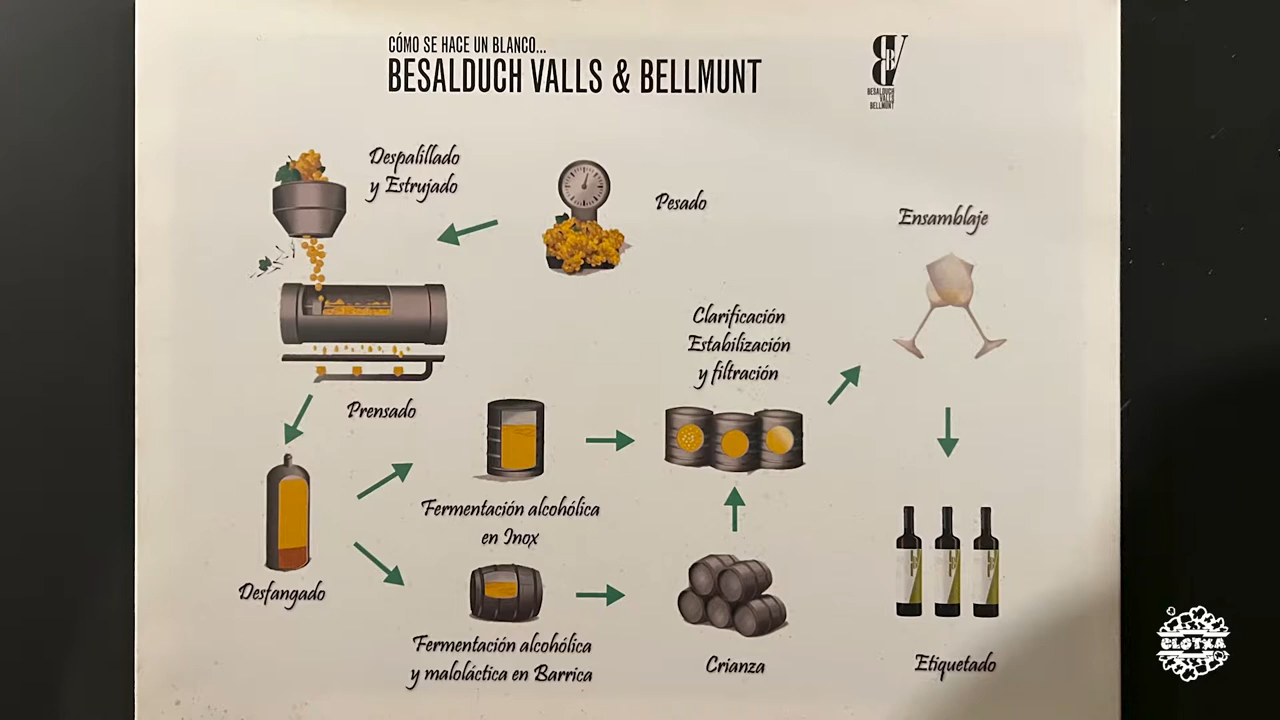 CÓMO SE HACE UN BLANCO...
BESALDUCH VALLS & BELLMUNT
BESALDUCH
VALLS
BELLMUNT
Despalillado
y Estrujado
Pesado
Ensamblaje
Clarificación
Estabilización
y filtración
Prensado
Fermentación alcohólica
en Inox
Desfangado
Fermentación alcohólica
y maloláctica en Barrica
Crianza
Etiquetado
CLOTXA